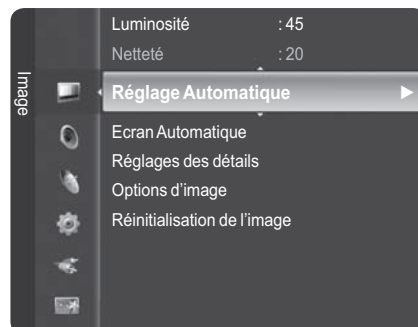 Image
Luminosité : 45
Netteté : 20
Réglage Automatique
Ecran Automatique
Réglages des détails
Options d'image
Réinitialisation de l'image